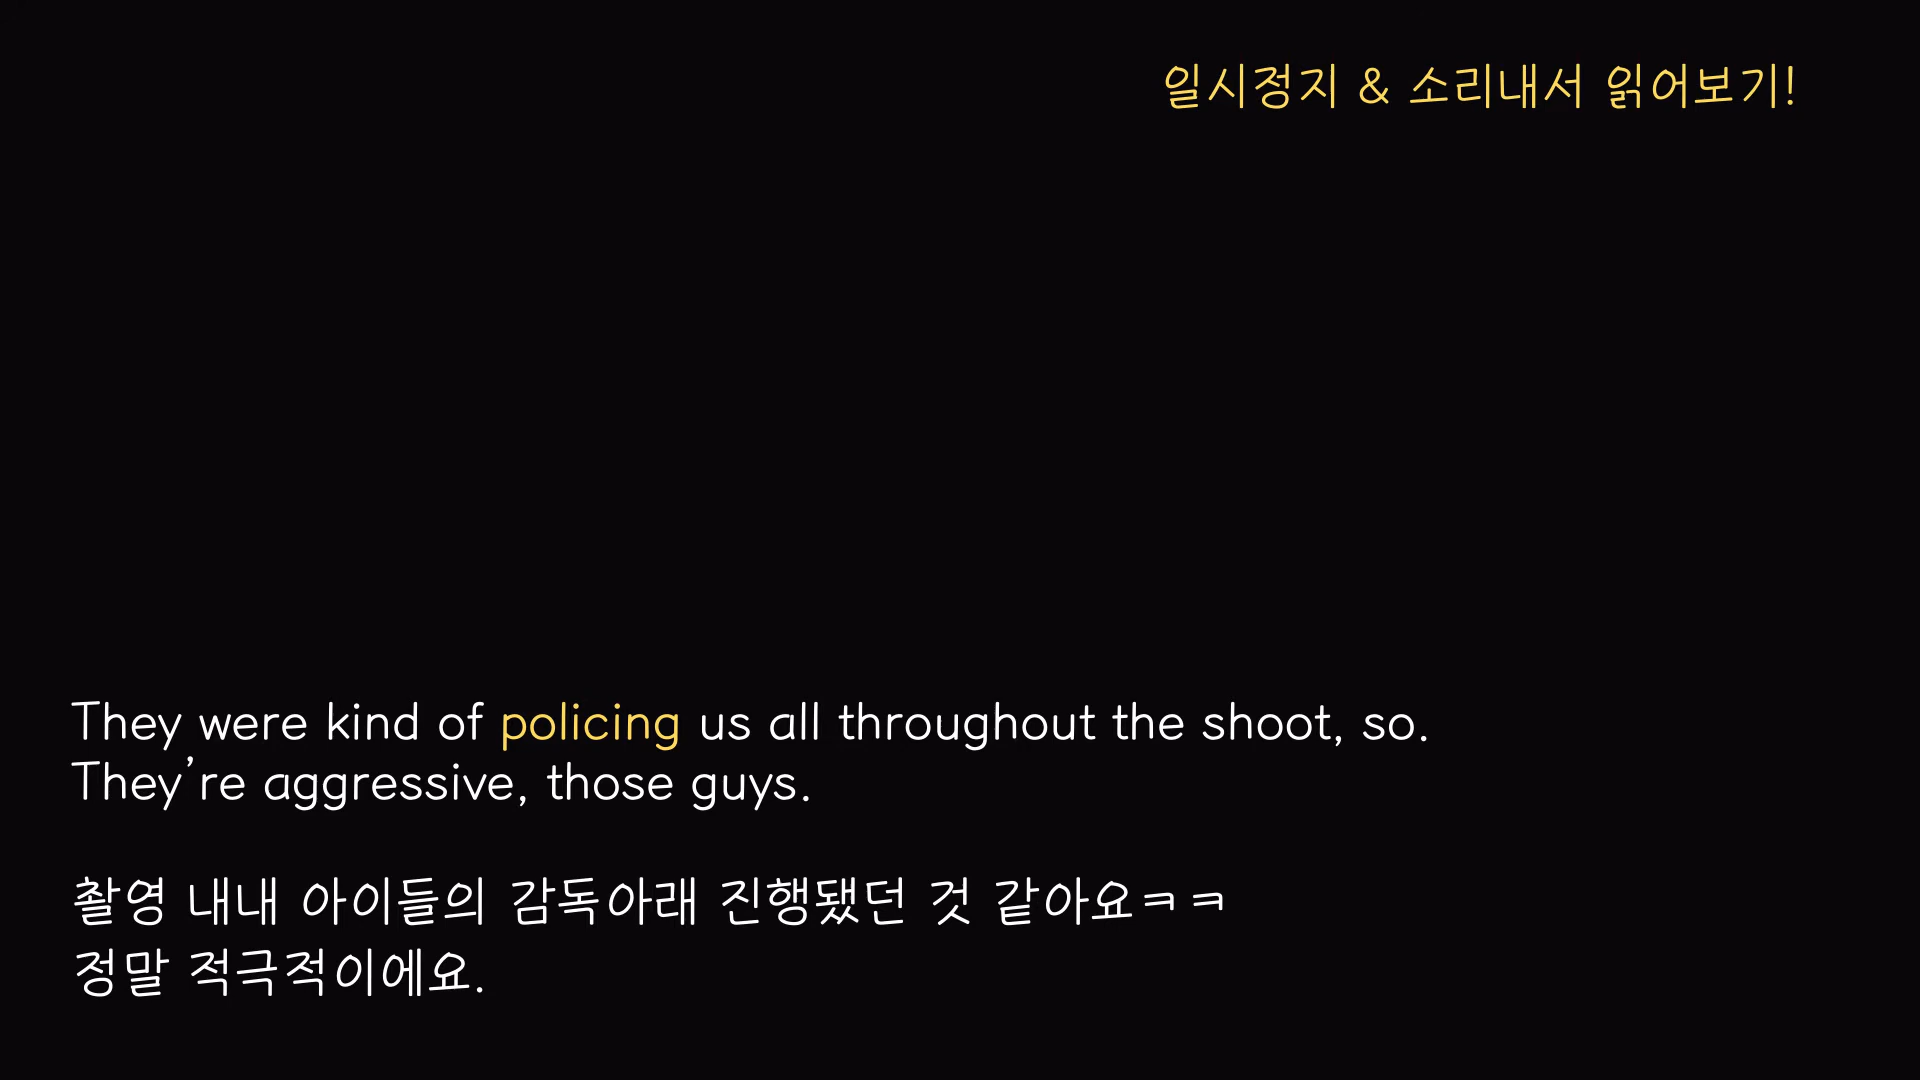 일시정지 & 소리내서 읽어보기!
They were kind of policing us all throughout the shoot, so.
They’re aggressive, those guys.
촬영 내내 아이들의 감독아래 진행됐던 것 같아요ㅋㅋ
정말 적극적이에요.